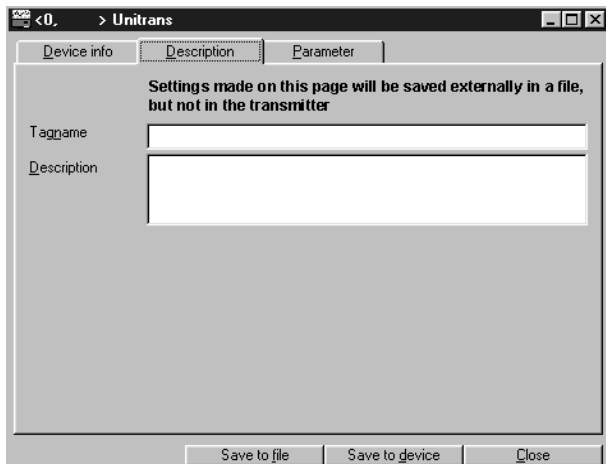 <0,       > Unitrans
Device info Description Parameter
Settings made on this page will be saved externally in a file,
but not in the transmitter
Tagname
Description
Save to file Save to device Close